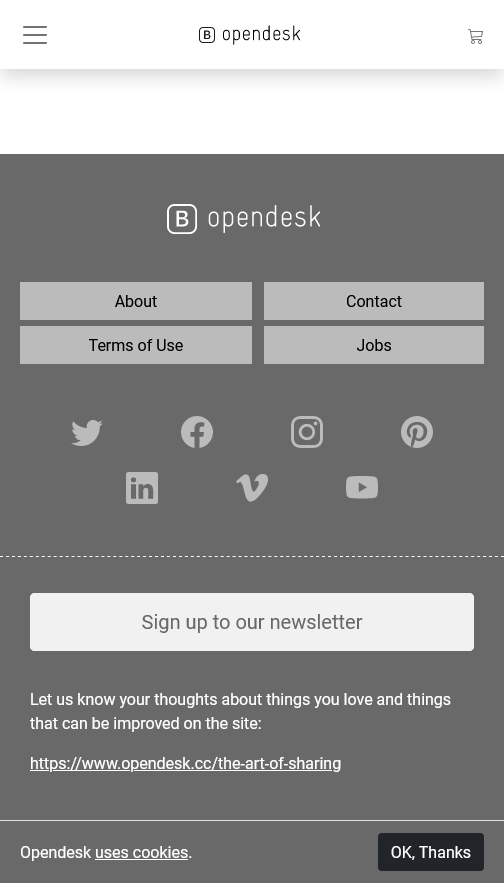 opendesk
opendesk
About
Contact
Terms of Use
Jobs
Sign up to our newsletter
Let us know your thoughts about things you love and things
that can be improved on the site:
https://www.opendesk.cc/the-art-of-sharing
Opendesk uses cookies.
OK, Thanks